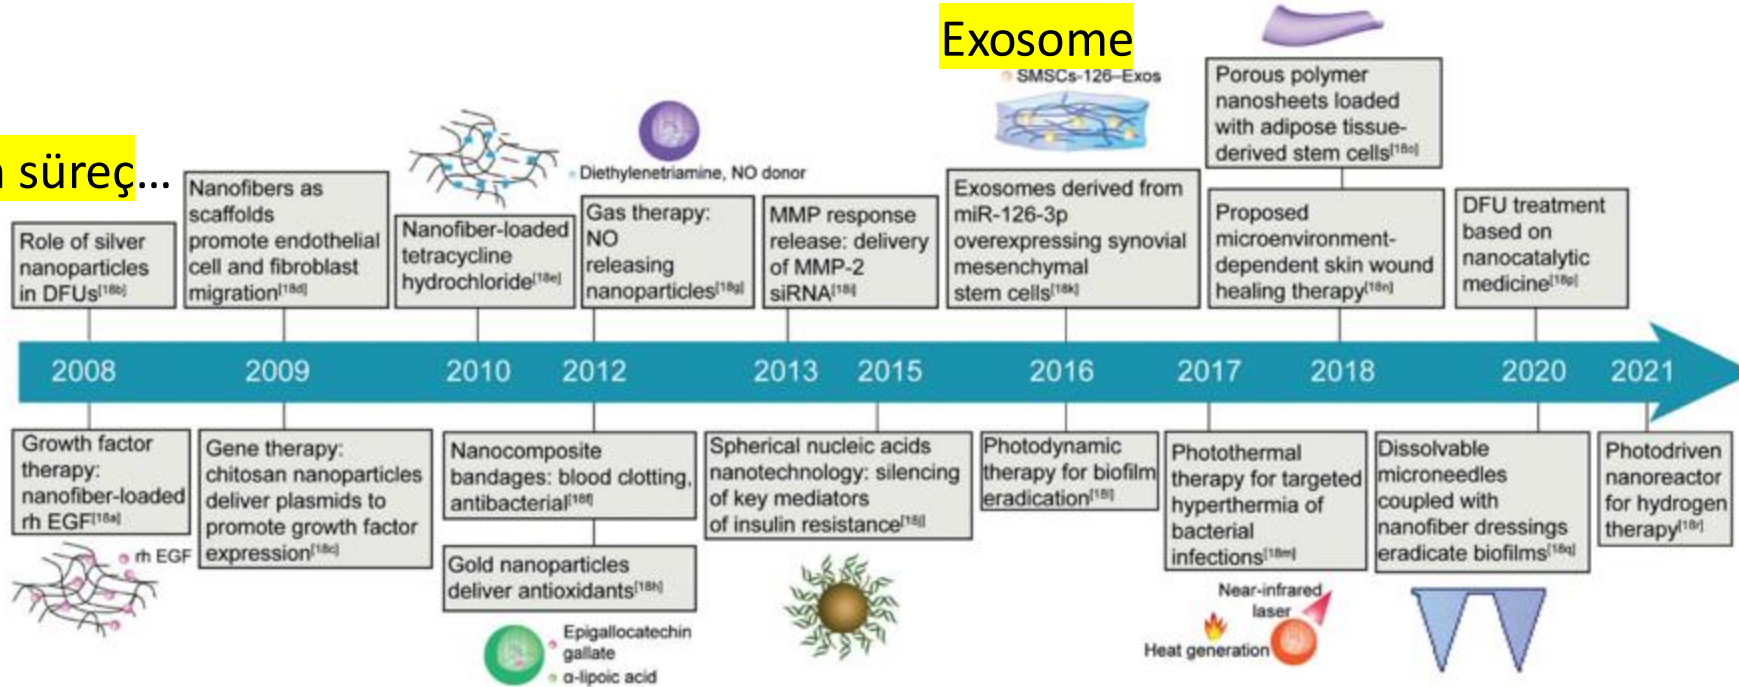 Exosome
SMSCs-126–Exos
süreç...
Diethylenetriamine, NO donor
Role of silver
nanoparticles
in DFUs[18b]
Nanofibers as
scaffolds
promote endothelial
cell and fibroblast
migration[18d]
Nanofiber-loaded
tetracycline
hydrochloride[18e]
Gas therapy:
NO
releasing
nanoparticles[18g]
MMP response
release: delivery
of MMP-2
siRNA[18i]
Exosomes derived from
miR-126-3p
overexpressing synovial
mesenchymal
stem cells[18k]
Porous polymer
nanosheets loaded
with adipose tissue-
derived stem cells[18o]
Proposed
microenvironment-
dependent skin wound
healing therapy[18n]
DFU treatment
based on
nanocatalytic
medicine[18p]
2008 2009 2010 2012 2013 2015 2016 2017 2018 2020 2021
Growth factor
therapy:
nanofiber-loaded
rh EGF[18a]
rh EGF
Gene therapy:
chitosan nanoparticles
deliver plasmids to
promote growth factor
expression[18c]
Nanocomposite
bandages: blood clotting,
antibacterial[18f]
Gold nanoparticles
deliver antioxidants[18h]
Epigallocatechin
gallate
α-lipoic acid
Spherical nucleic acids
nanotechnology: silencing
of key mediators
of insulin resistance[18j]
Photodynamic
therapy for biofilm
eradication[18l]
Photothermal
therapy for targeted
hyperthermia of
bacterial
infections[18m]
Near-infrared
laser
Heat generation
Dissolvable
microneedles
coupled with
nanofiber dressings
eradicate biofilms[18q]
Photodriven
nanoreactor
for hydrogen
therapy[18r]